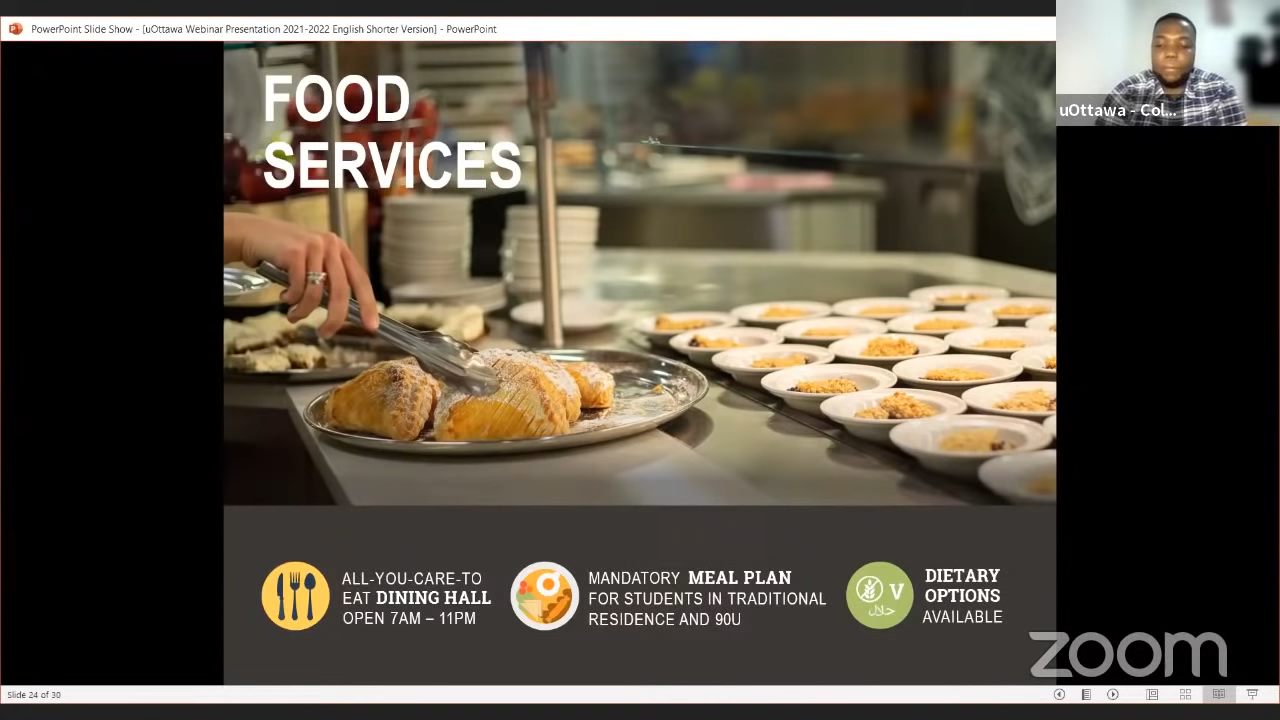 PowerPoint Slide Show - [uOttawa Webinar Presentation 2021-2022 English Shorter Version] - PowerPoint
uOttawa - Col...
FOOD
SERVICES
ALL-YOU-CARE-TO
EAT DINING HALL
OPEN 7AM – 11PM
MANDATORY MEAL PLAN
FOR STUDENTS IN TRADITIONAL
RESIDENCE AND 90U
V
حلال
DIETARY
OPTIONS
AVAILABLE
zoom
Slide 24 of 30